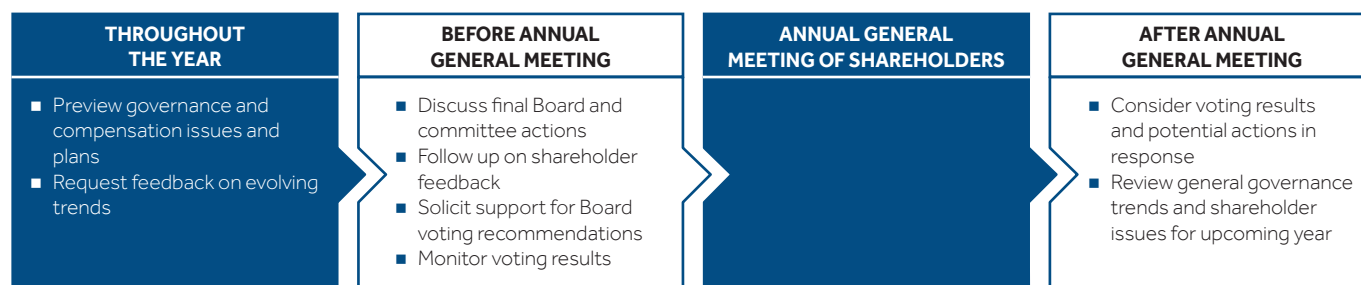 THROUGHOUT
THE YEAR
■ Preview governance and
compensation issues and
plans
■ Request feedback on evolving
trends
BEFORE ANNUAL
GENERAL MEETING
■ Discuss final Board and
committee actions
■ Follow up on shareholder
feedback
■ Solicit support for Board
voting recommendations
■ Monitor voting results
ANNUAL GENERAL
MEETING OF SHAREHOLDERS
AFTER ANNUAL
GENERAL MEETING
■ Consider voting results
and potential actions in
response
■ Review general governance
trends and shareholder
issues for upcoming year